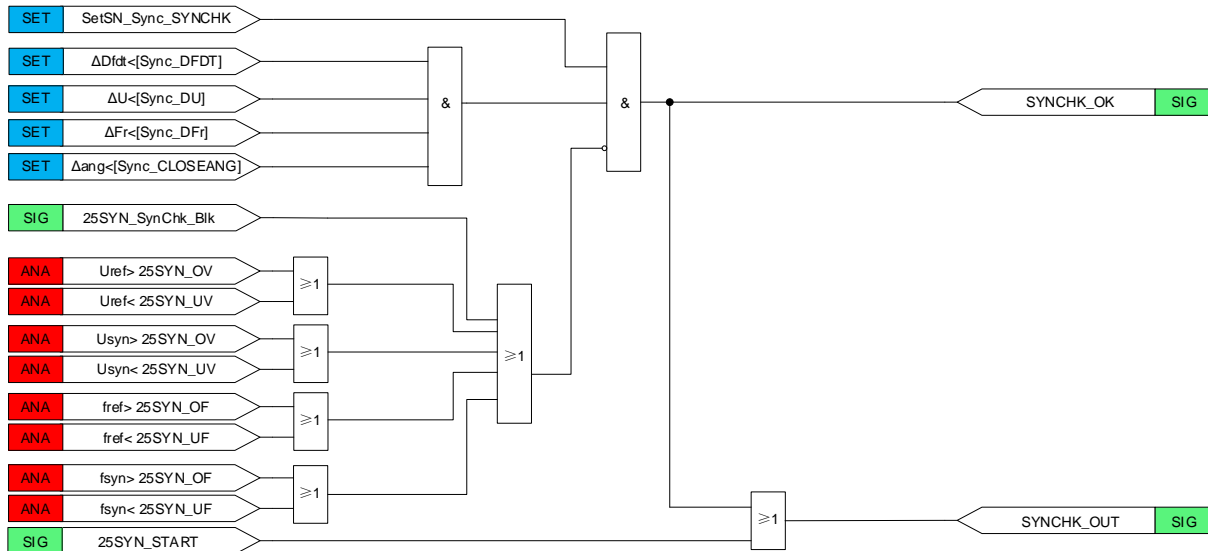 SET SetSN_Sync_SYNCHK
SET ΔDfdt<[Sync_DFDT]
SET ΔU<[Sync_DU]
SET ΔFr<[Sync_DFr]
SET Δang<[Sync_CLOSEANG]
&
&
SYNCHK_OK SIG
SIG 25SYN_SynChk_Blk
ANA Uref> 25SYN_OV
ANA Uref< 25SYN_UV
≥1
ANA Usyn> 25SYN_OV
ANA Usyn< 25SYN_UV
≥1
≥1
ANA fref> 25SYN_OF
ANA fref< 25SYN_UF
≥1
ANA fsyn> 25SYN_OF
ANA fsyn< 25SYN_UF
≥1
SIG 25SYN_START
≥1
SYNCHK_OUT SIG